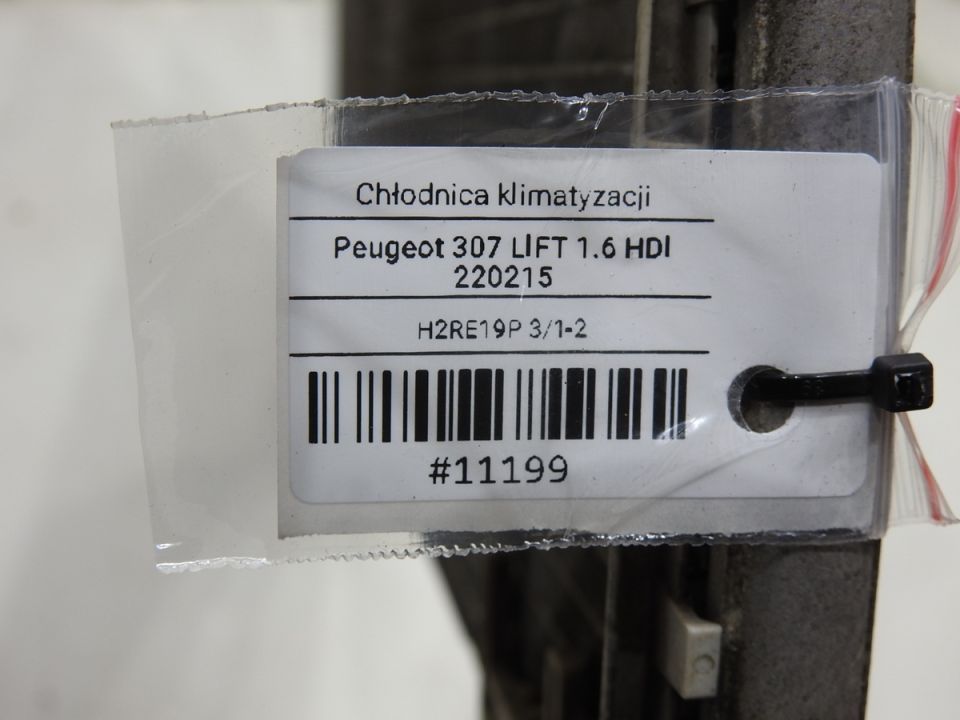 Chłodnica klimatyzacji
Peugeot 307 LIFT 1.6 HDI
220215
H2RE19P 3/1-2
#11199